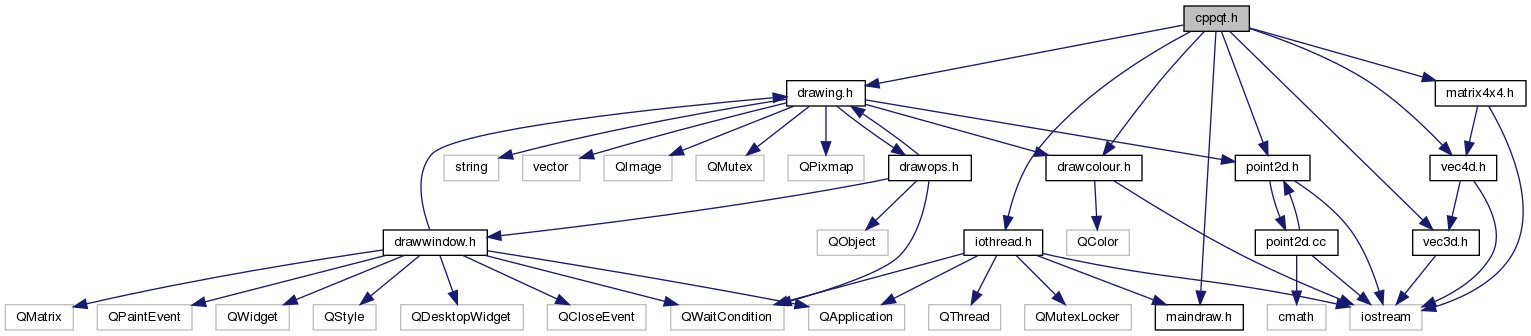 cppqt.h
drawing.h
matrix4x4.h
string
vector
QImage
QMutex
QPixmap
drawops.h
drawcolour.h
point2d.h
vec4d.h
drawwindow.h
QObject
iothread.h
QColor
point2d.cc
vec3d.h
QMatrix
QPaintEvent
QWidget
QStyle
QDesktopWidget
QCloseEvent
QWaitCondition
QApplication
QThread
QMutexLocker
maindraw.h
cmath
iostream